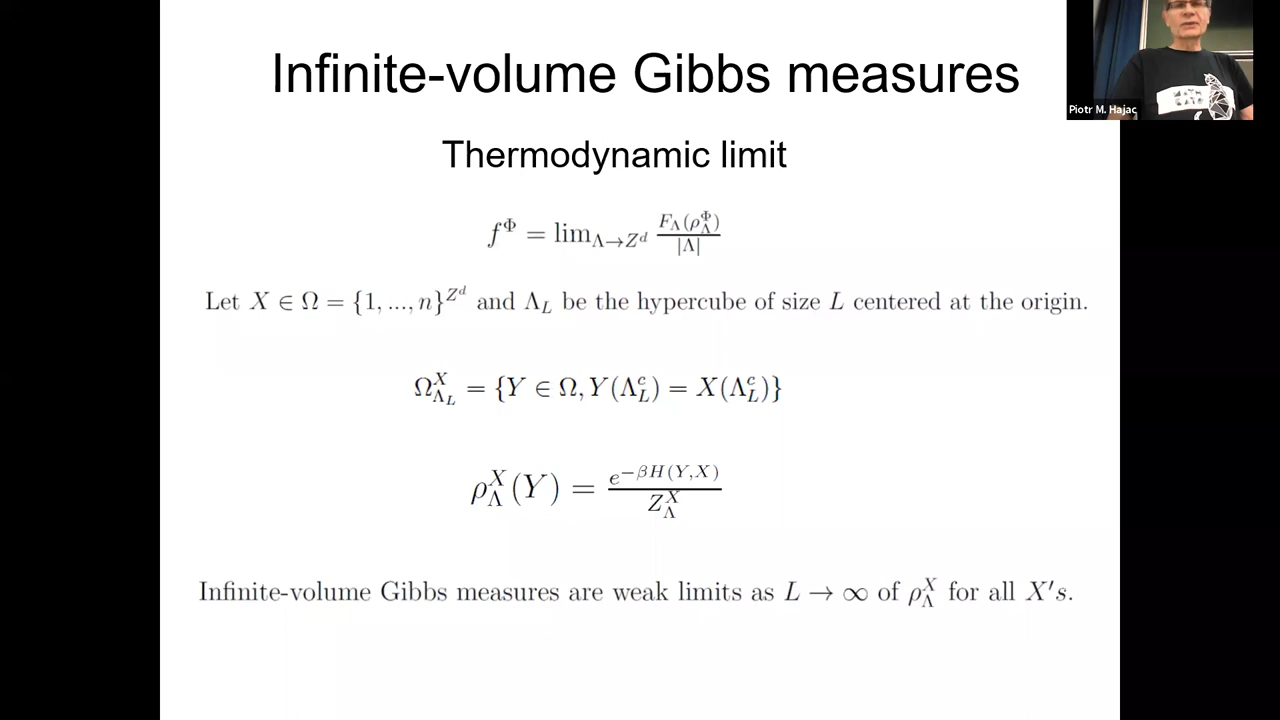 Infinite-volume Gibbs measures
Piotr M. Hajac
Thermodynamic limit
f^Φ = lim_{Λ→Z^d} F_Λ(ρ_Λ^Φ) / |Λ|
Let X ∈ Ω = {1, ..., n}^{Z^d} and Λ_L be the hypercube of size L centered at the origin.
Ω_{Λ_L}^X = {Y ∈ Ω, Y(Λ_L^c) = X(Λ_L^c)}
ρ_Λ^X(Y) = e^{−βH(Y,X)} / Z_Λ^X
Infinite-volume Gibbs measures are weak limits as L → ∞ of ρ_Λ^X for all X's.